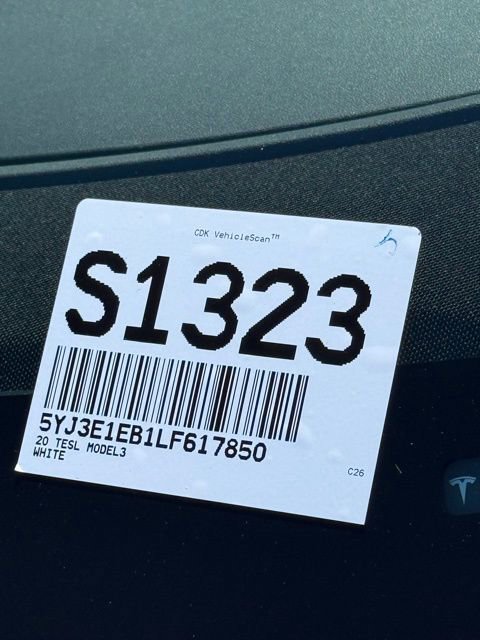 CDK VehicleScan™
S1323
5YJ3E1EB1LF617850
20 TESL MODEL3
WHITE
C26